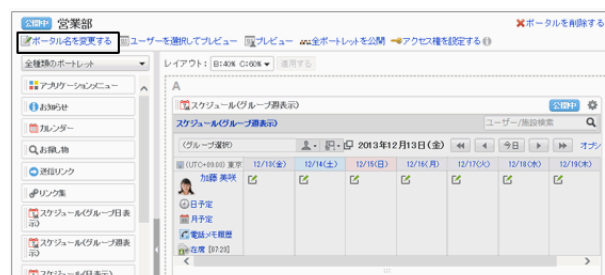 公開中 営業部 ポータルを削除する
ポータル名を変更する ユーザーを選択してプレビュー プレビュー 全ポートレットを公開 アクセス権を設定する
全種類のポートレット レイアウト: B:40% C:60% 適用する
アプリケーションメニュー
お知らせ
カレンダー
お探し物
送信リンク
リンク集
スケジュール(グループ日表示)
スケジュール(グループ週表示)
スケジュール(日表示)
A
スケジュール(グループ週表示) 公開中
スケジュール(グループ週表示) ユーザー/施設検索
(グループ選択) 2013年12月13日(金) 今日 オプシ
(UTC+09:00) 東京 12/13(金) 12/14(土) 12/15(日) 12/16(月) 12/17(火) 12/18(水) 12/19(木)
加藤 美咲
日予定
月予定
電話メモ履歴
在席 [07:23]